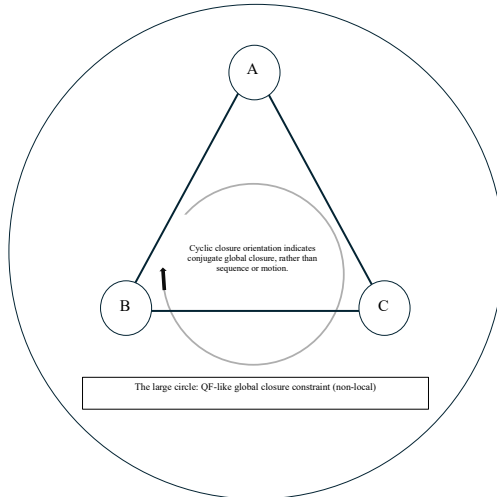 A
Cyclic closure orientation indicates
conjugate global closure, rather than
sequence or motion.
B
C
The large circle: QF-like global closure constraint (non-local)